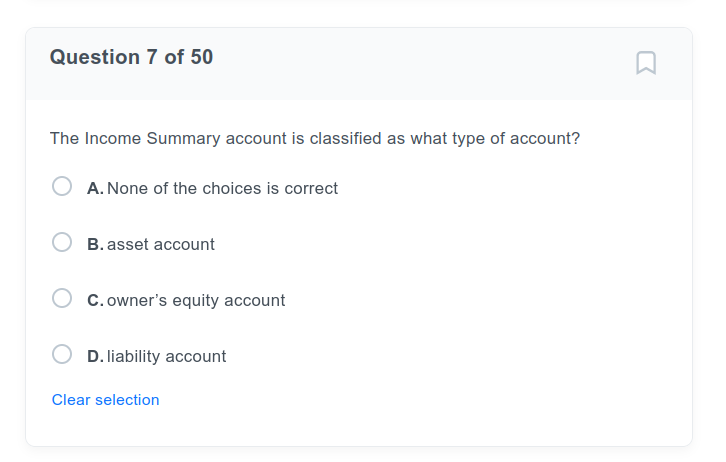 Question 7 of 50
The Income Summary account is classified as what type of account?
A. None of the choices is correct
B. asset account
C. owner’s equity account
D. liability account
Clear selection